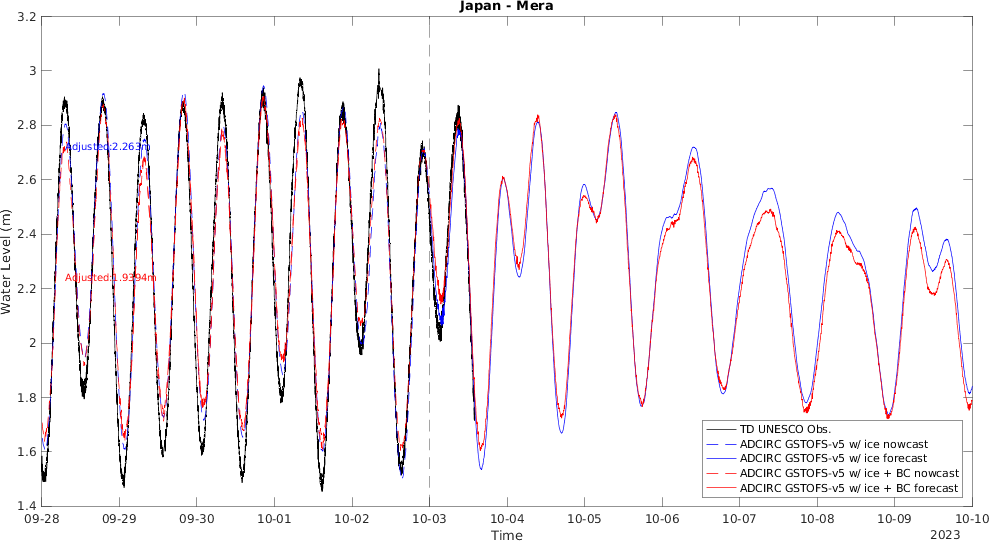 Japan - Mera
3.2
3
2.8
2.6
2.4
2.2
2
1.8
1.6
1.4
Water Level (m)
Adjusted:2.263m
Adjusted:1.9394m
TD UNESCO Obs.
ADCIRC GSTOFS-v5 w/ ice nowcast
ADCIRC GSTOFS-v5 w/ ice forecast
ADCIRC GSTOFS-v5 w/ ice + BC nowcast
ADCIRC GSTOFS-v5 w/ ice + BC forecast
09-28 09-29 09-30 10-01 10-02 10-03 10-04 10-05 10-06 10-07 10-08 10-09 10-10
Time
2023